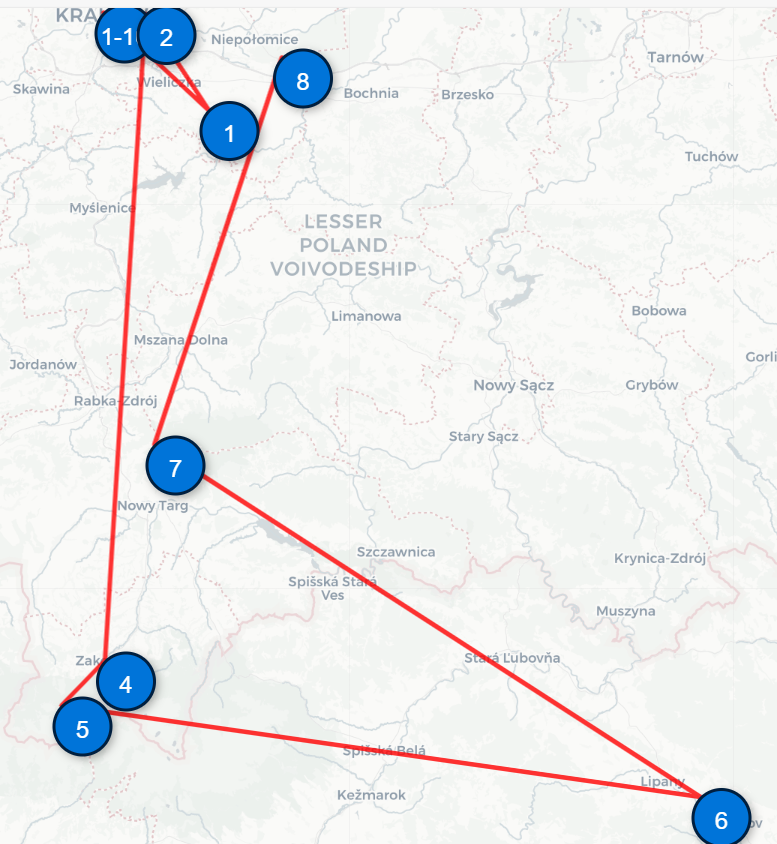 KRA
1-1
2
Niepołomice
Tarnów
Skawina
Wieliczka
8
Bochnia
Brzesko
1
Tuchów
Myślenice
LESSER
POLAND
VOIVODESHIP
Limanowa
Bobowa
Mszana Dolna
Jordanów
Gorli
Rabka-Zdrój
Nowy Sącz
Grybów
Stary Sącz
7
Nowy Targ
Szczawnica
Krynica-Zdrój
Spišská Stará
Ves
Muszyna
Zak
Stará Ľubovňa
4
5
Spišská Belá
Lipany
Kežmarok
6
ov